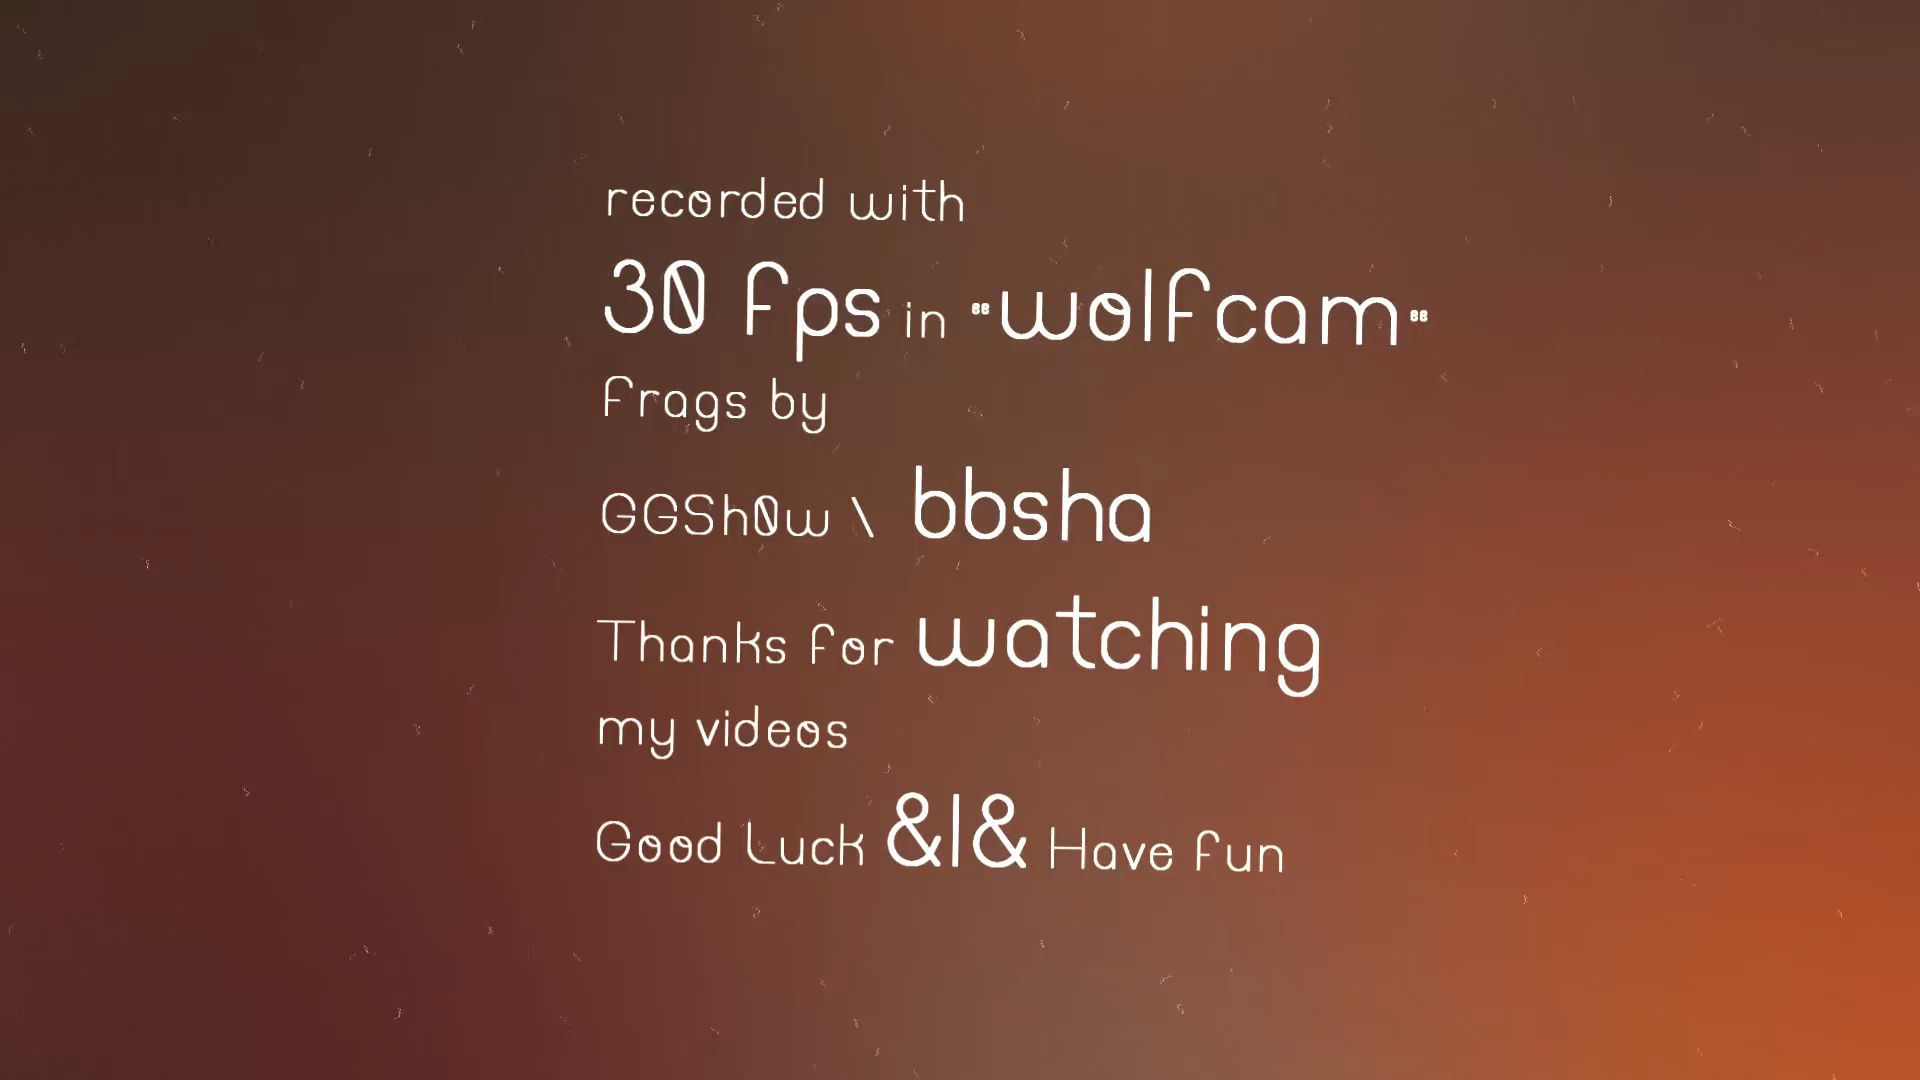 recorded with
30 fps in "wolfcam"
frags by
GGSh0w \ bbsha
Thanks for watching
my videos
Good Luck &|& Have fun